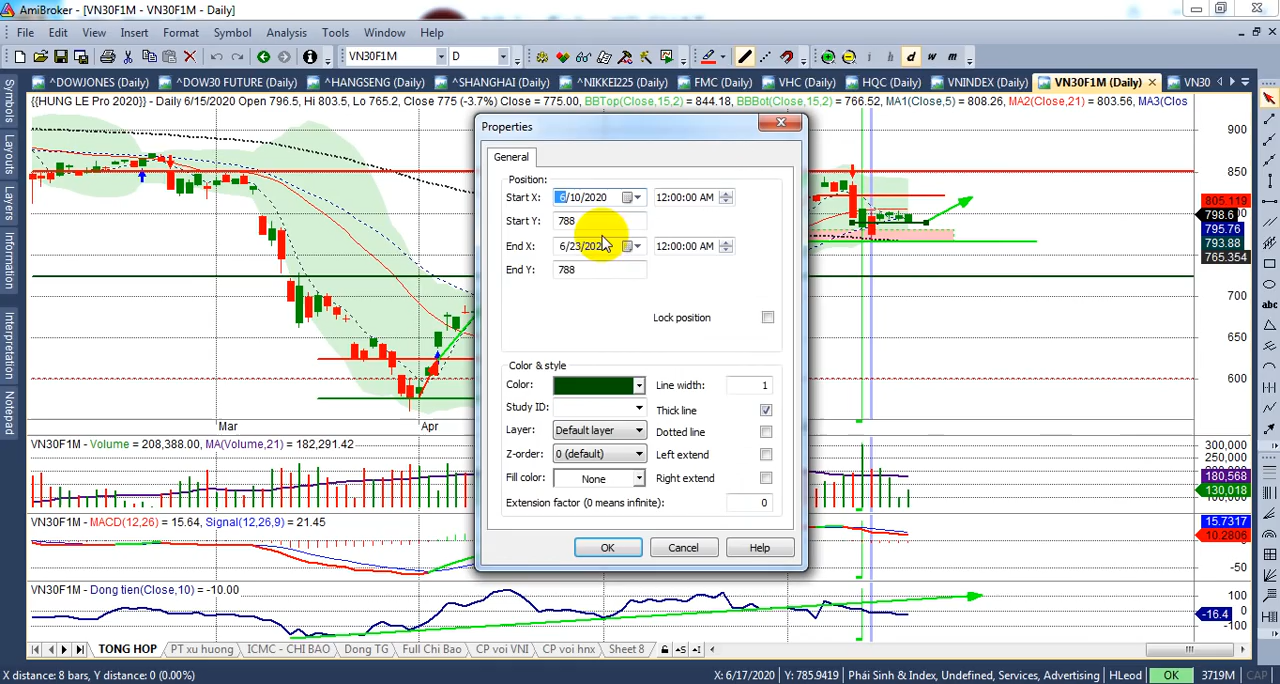 AmiBroker - [VN30F1M - VN30F1M - Daily]
File Edit View Insert Format Symbol Analysis Tools Window Help
VN30F1M D
i h d w m
^DOWJONES (Daily) ^DOW30 FUTURE (Daily) ^HANGSENG (Daily) ^SHANGHAI (Daily) ^NIKKEI225 (Daily) FMC (Daily) VHC (Daily) HQC (Daily) VNINDEX (Daily) VN30F1M (Daily) VN30
{{HUNG LE Pro 2020}} - Daily 6/15/2020 Open 796.5, Hi 803.5, Lo 765.2, Close 775 (-3.7%) Close = 775.00, BBTop(Close,15,2) = 844.18, BBBot(Close,15,2) = 766.52, MA1(Close,5) = 808.26, MA2(Close,21) = 803.56, MA3(Clos
Symbols
Layouts
Layers
Information
Interpretation
Notepad
Properties
General
Position:
Start X: 6/10/2020 12:00:00 AM
Start Y: 788
End X: 12:00:00 AM
End Y: 788
Lock position
Color & style
Color: Line width: 1
Study ID: Thick line
Layer: Default layer Dotted line
Z-order: 0 (default) Left extend
Fill color: None Right extend
Extension factor (0 means infinite): 0
OK Cancel Help
900
850
805.119
798.6
795.76
793.88
765.354
700
650
600
Mar Apr
VN30F1M - Volume = 208,388.00, MA(Volume,21) = 182,291.42
300,000
250,000
180,568
130,018
VN30F1M - MACD(12,26) = 15.64, Signal(12,26,9) = 21.45
15.7317
10.2806
-50
VN30F1M - Dong tien(Close,10) = -10.00
100
0
-16.4
-100
abc
TONG HOP PT xu huong ICMC - CHI BAO Dong TG Full Chi Bao CP voi VNI CP voi hnx Sheet 8
X distance: 8 bars, Y distance: 0 (0.00%) X: 6/17/2020 Y: 785.9419 Phái Sinh & Index, Undefined, Services, Advertising HLeod OK 3719M CAP